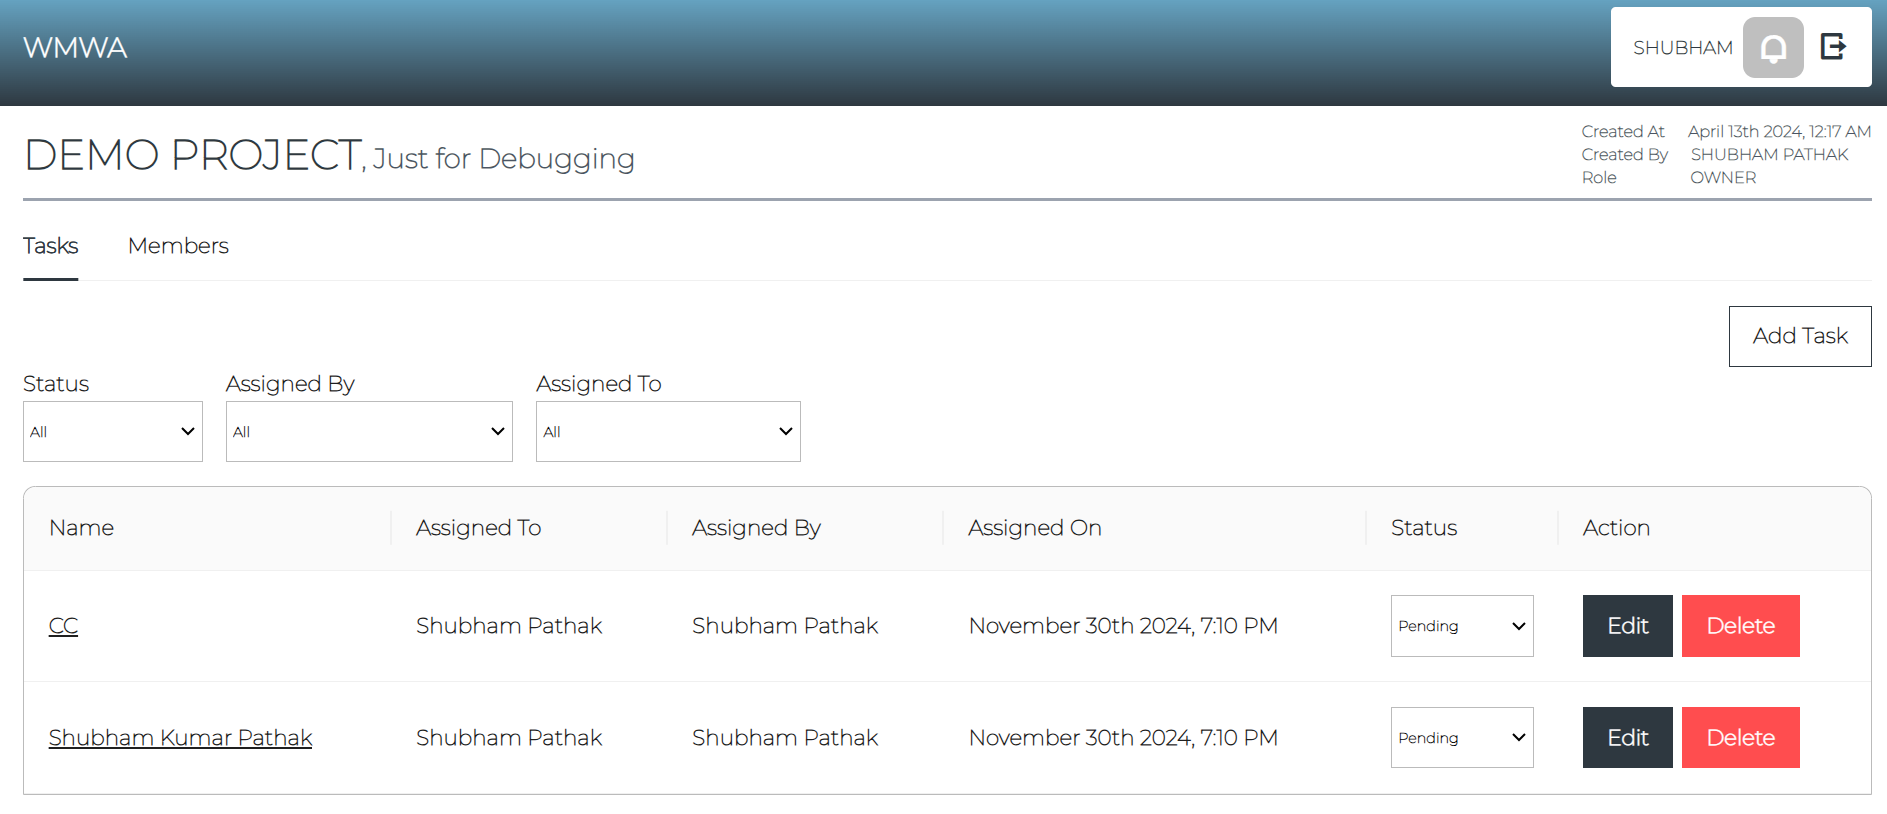 WMWA
SHUBHAM
DEMO PROJECT, Just for Debugging
Created At April 13th 2024, 12:17 AM
Created By SHUBHAM PATHAK
Role OWNER
Tasks Members
Add Task
Status Assigned By Assigned To
All All All
Name Assigned To Assigned By Assigned On Status Action
CC Shubham Pathak Shubham Pathak November 30th 2024, 7:10 PM Pending Edit Delete
Shubham Kumar Pathak Shubham Pathak Shubham Pathak November 30th 2024, 7:10 PM Pending Edit Delete